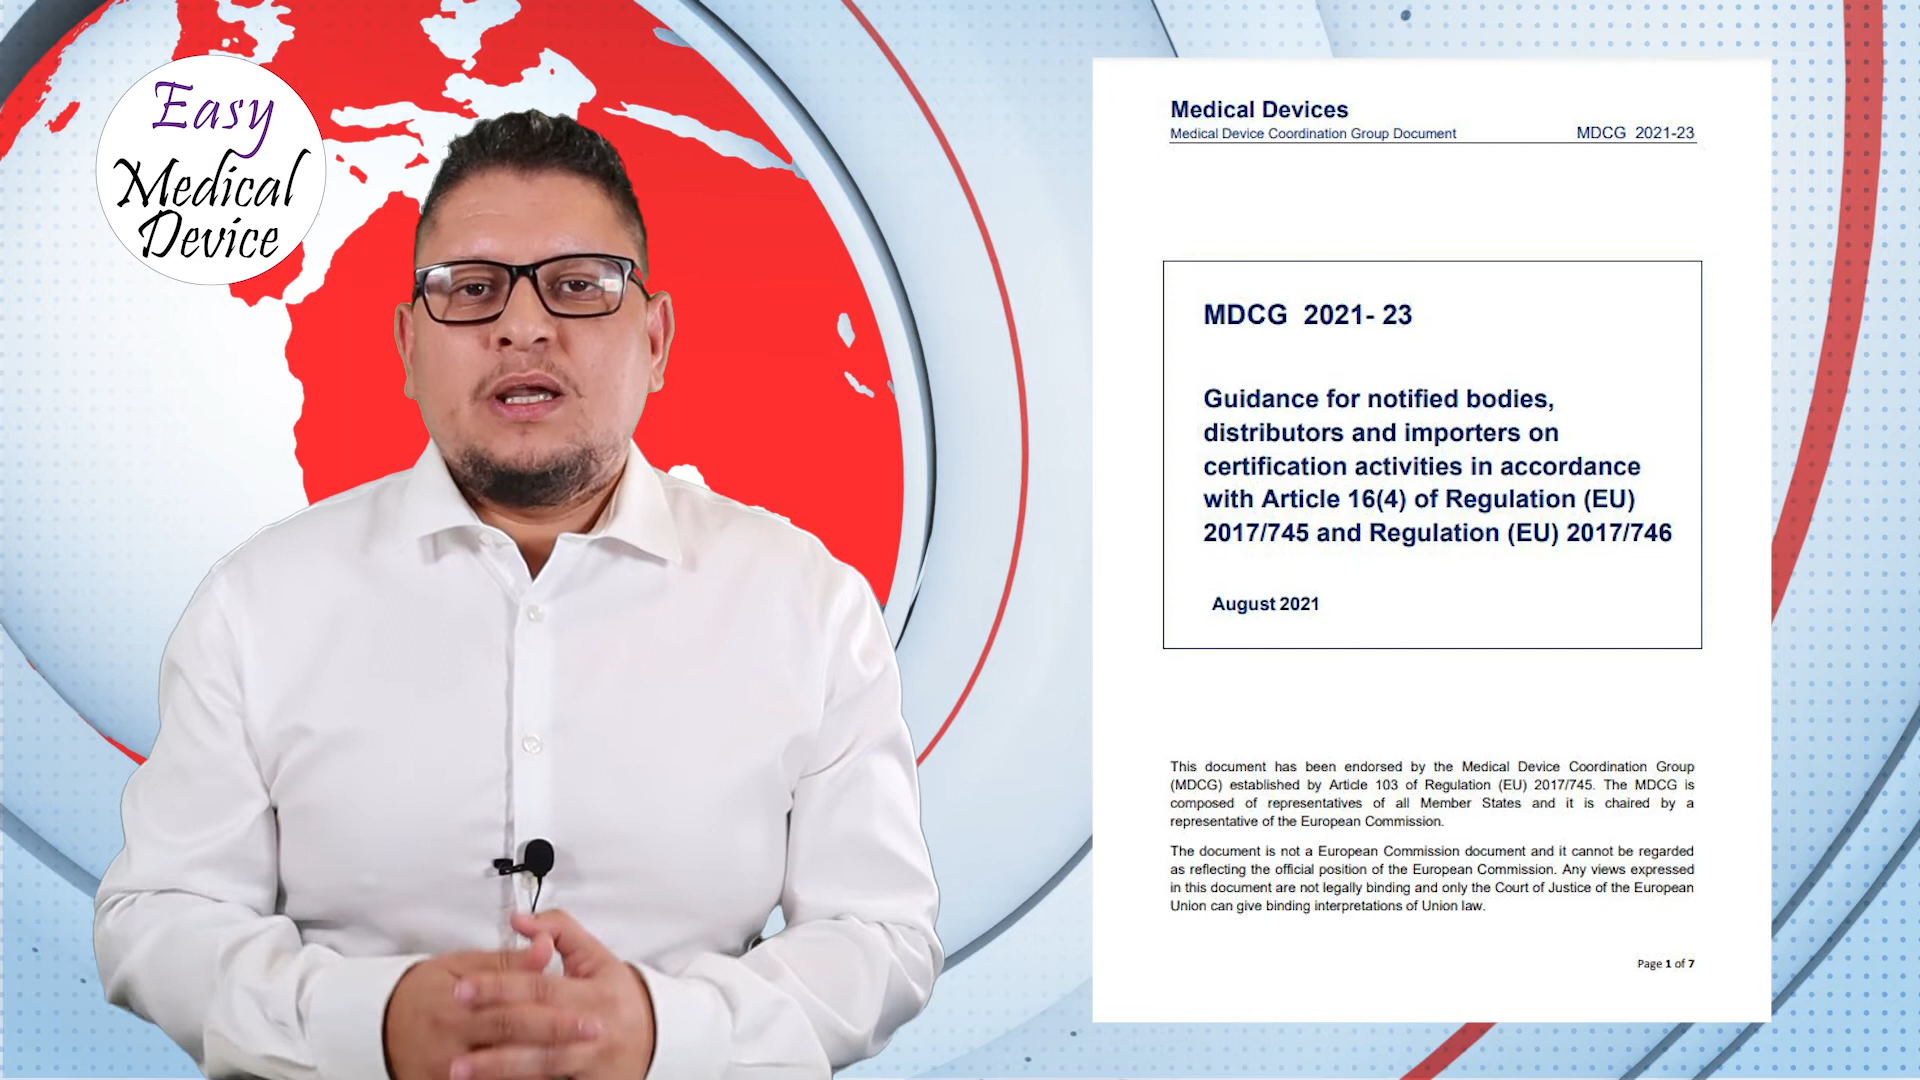 Easy
Medical
Device
Medical Devices
Medical Device Coordination Group Document MDCG 2021-23
MDCG 2021- 23
Guidance for notified bodies,
distributors and importers on
certification activities in accordance
with Article 16(4) of Regulation (EU)
2017/745 and Regulation (EU) 2017/746
August 2021
This document has been endorsed by the Medical Device Coordination Group
(MDCG) established by Article 103 of Regulation (EU) 2017/745. The MDCG is
composed of representatives of all Member States and it is chaired by a
representative of the European Commission.
The document is not a European Commission document and it cannot be regarded
as reflecting the official position of the European Commission. Any views expressed
in this document are not legally binding and only the Court of Justice of the European
Union can give binding interpretations of Union law.
Page 1 of 7